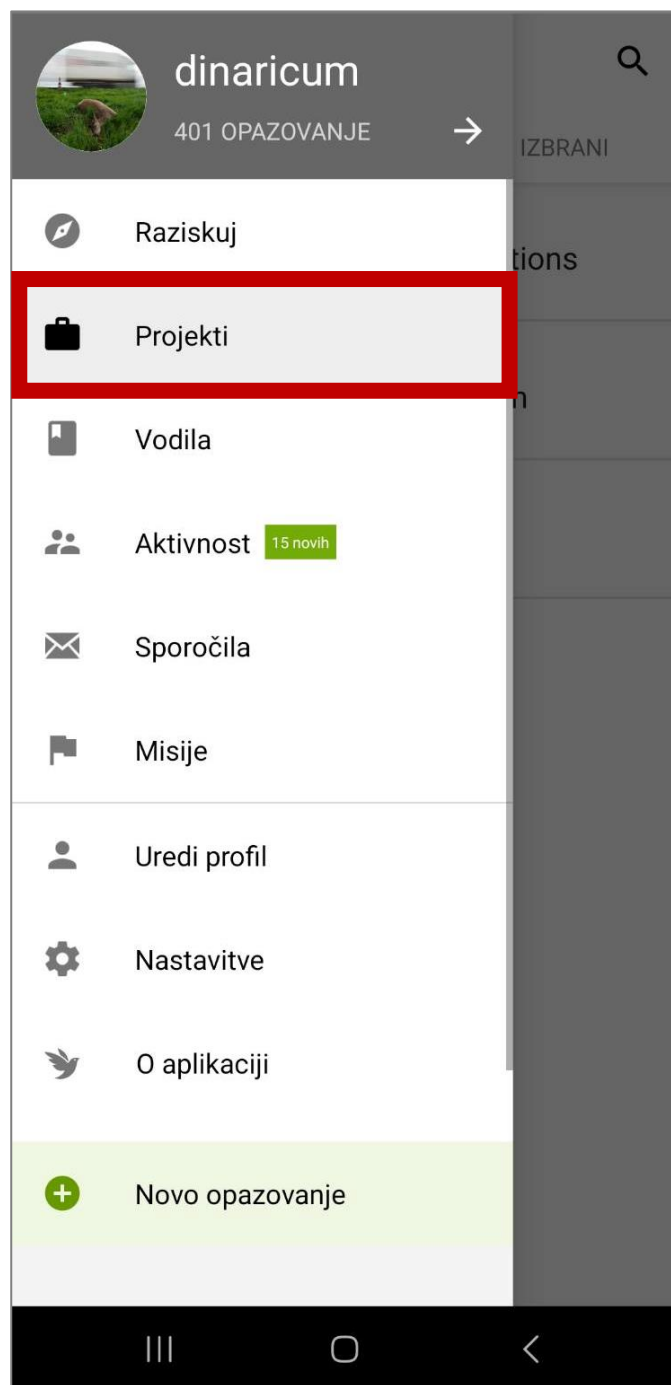 dinaricum
401 OPAZOVANJE
IZBRANI
Raziskuj
tions
Projekti
n
Vodila
Aktivnost 15 novih
Sporočila
Misije
Uredi profil
Nastavitve
O aplikaciji
Novo opazovanje